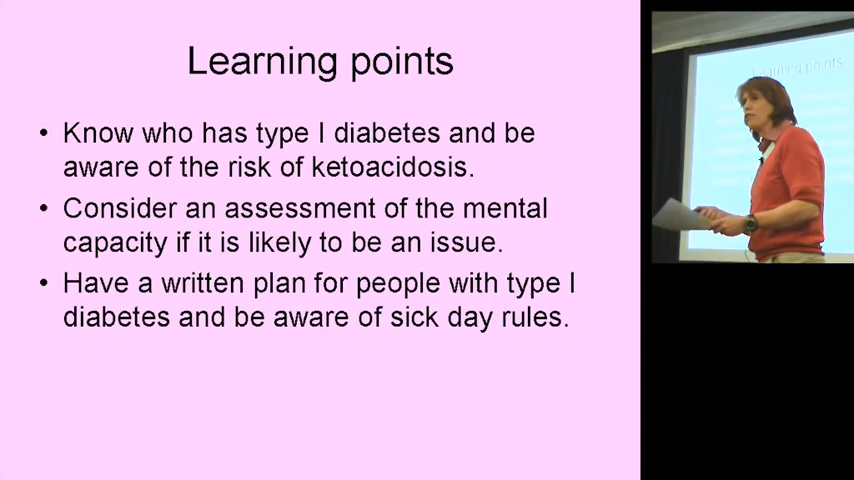 Learning points
• Know who has type I diabetes and be
aware of the risk of ketoacidosis.
• Consider an assessment of the mental
capacity if it is likely to be an issue.
• Have a written plan for people with type I
diabetes and be aware of sick day rules.
Learning points